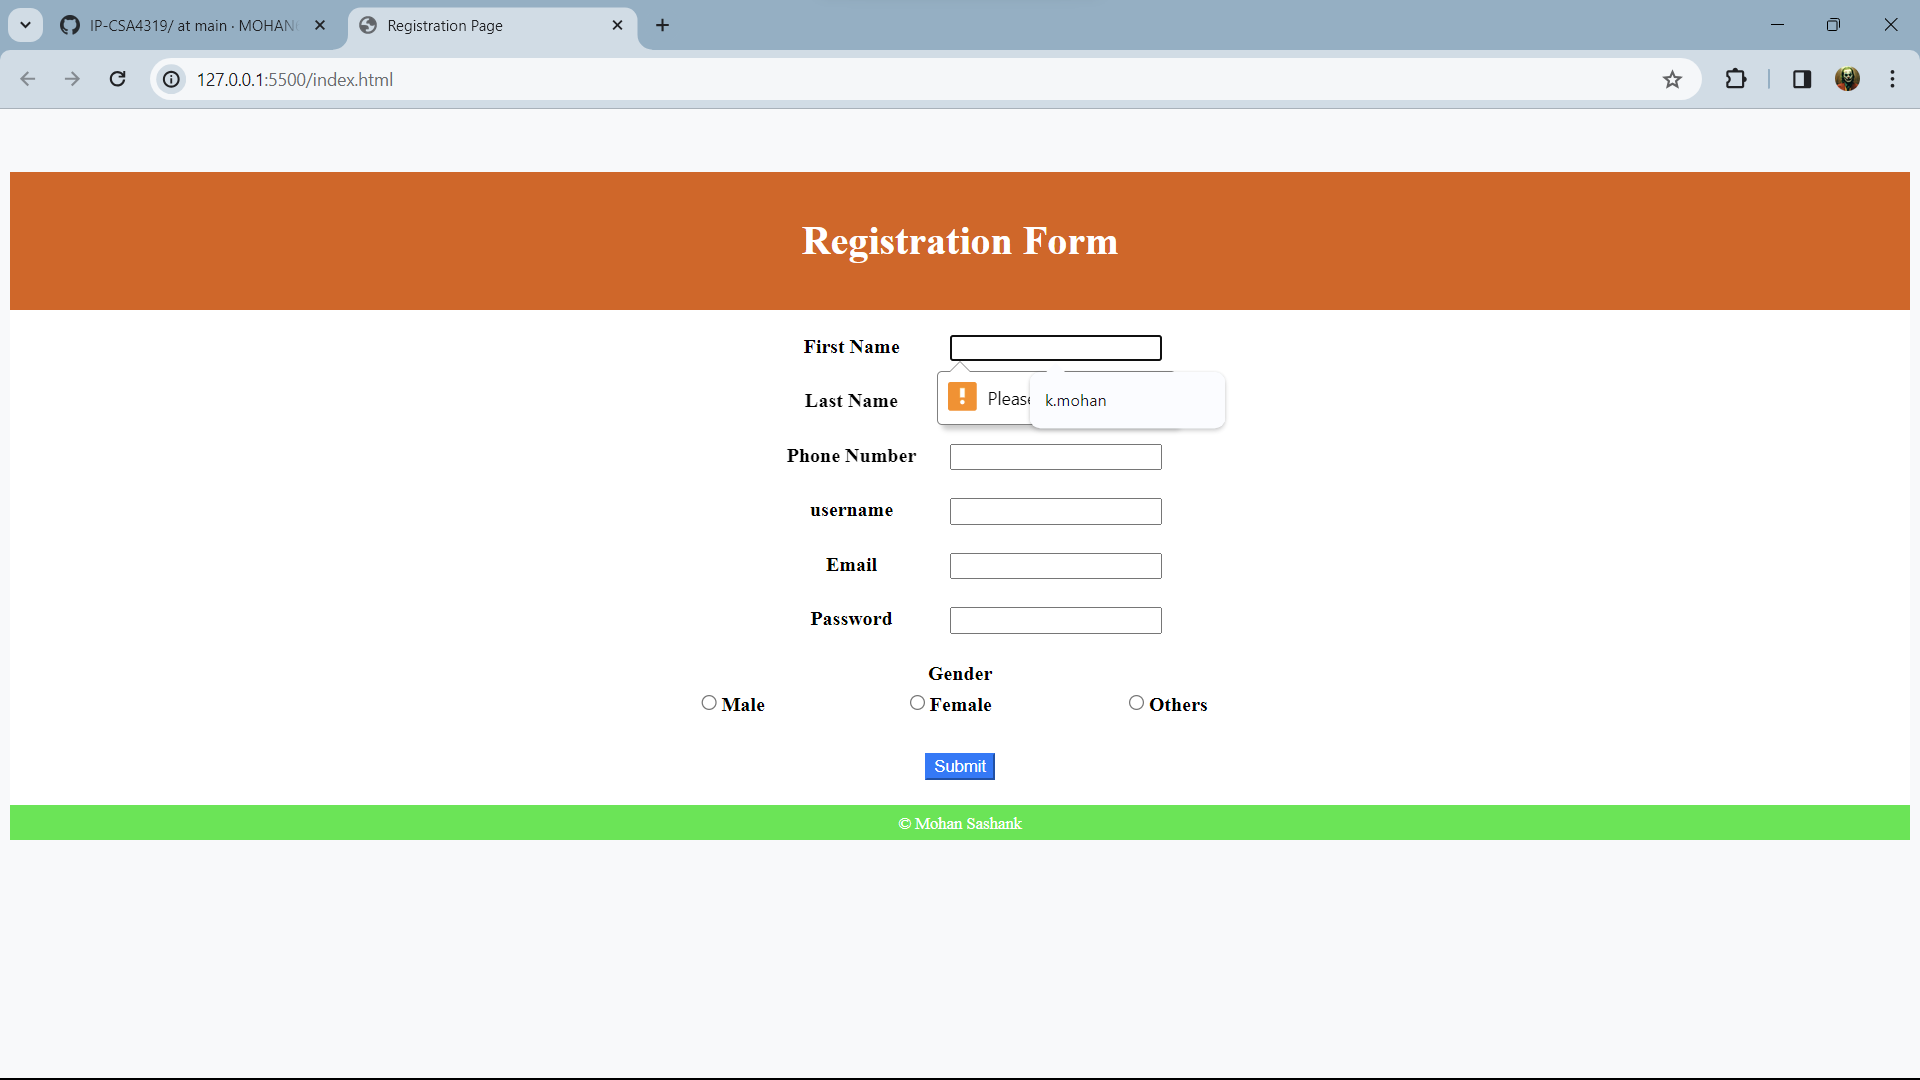 IP-CSA4319/ at main · MOHAN
Registration Page
127.0.0.1:5500/index.html
Registration Form
First Name
Last Name
Please
k.mohan
Phone Number
username
Email
Password
Gender
Male Female Others
Submit
© Mohan Sashank